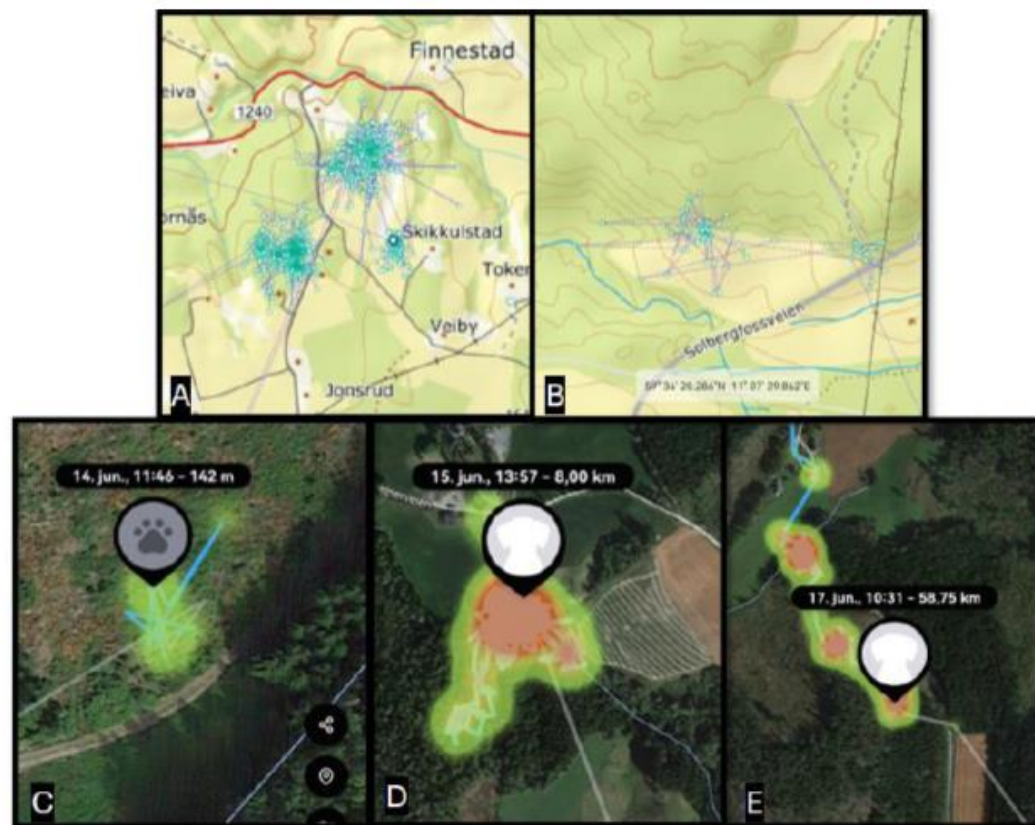 Finnestad
eiva
1240
ornås
Skikkulstad
Toker
Veiby
Jonsrud
A
Solbergfossveien
B
14. jun., 11:46 – 142 m
C
15. jun., 13:57 – 8,00 km
D
17. jun., 10:31 – 58,75 km
E